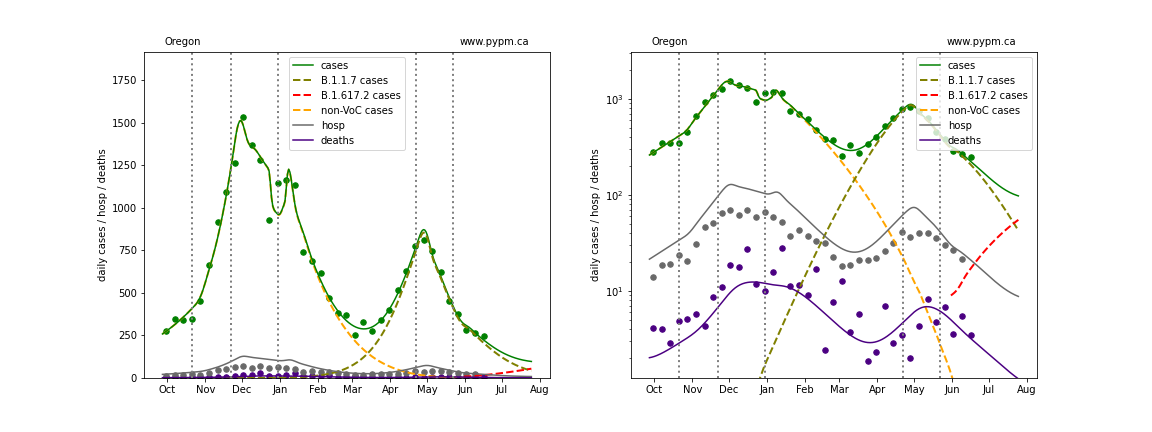 Oregon www.pypm.ca
cases
B.1.1.7 cases
B.1.617.2 cases
non-VoC cases
hosp
deaths
daily cases / hosp / deaths
1750
1500
1250
1000
750
500
250
0
Oct Nov Dec Jan Feb Mar Apr May Jun Jul Aug
Oregon www.pypm.ca
cases
B.1.1.7 cases
B.1.617.2 cases
non-VoC cases
hosp
deaths
daily cases / hosp / deaths
10³
10²
10¹
Oct Nov Dec Jan Feb Mar Apr May Jun Jul Aug